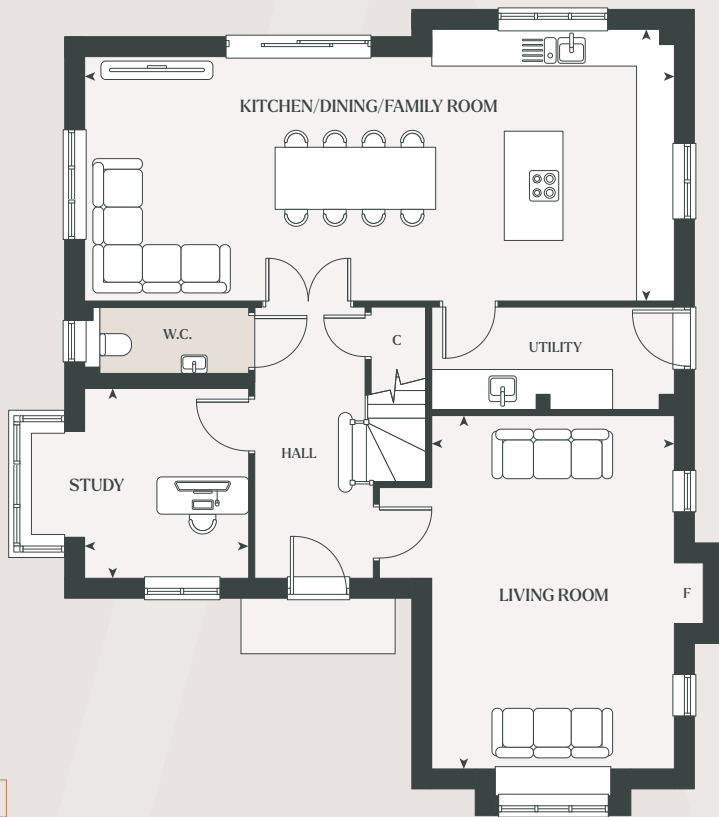 KITCHEN/DINING/FAMILY ROOM
W.C.
C
UTILITY
HALL
STUDY
LIVING ROOM
F